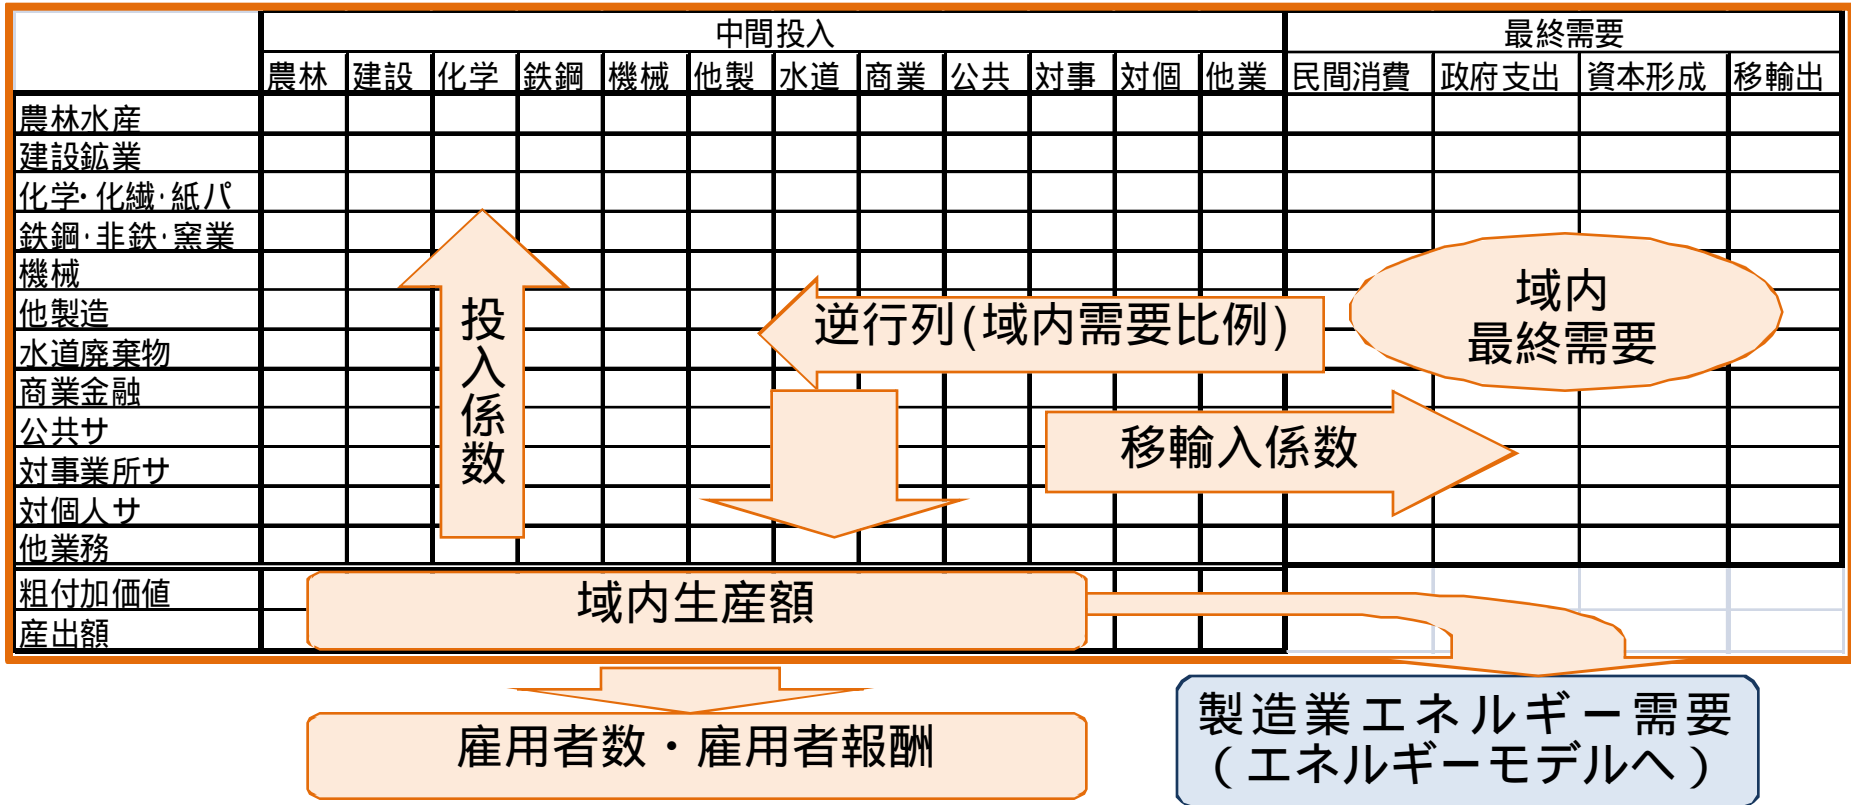 中間投入 最終需要
農林 建設 化学 鉄鋼 機械 他製 水道 商業 公共 対事 対個 他業 民間消費 政府支出 資本形成 移輸出
農林水産
建設鉱業
化学・化繊・紙パ
鉄鋼・非鉄・窯業
機械
他製造
水道廃棄物
商業金融
公共サ
対事業所サ
対個人サ
他業務
粗付加価値
産出額
投入係数
逆行列(域内需要比例)
域内
最終需要
移輸入係数
域内生産額
雇用者数・雇用者報酬
製造業エネルギー需要
(エネルギーモデルへ)